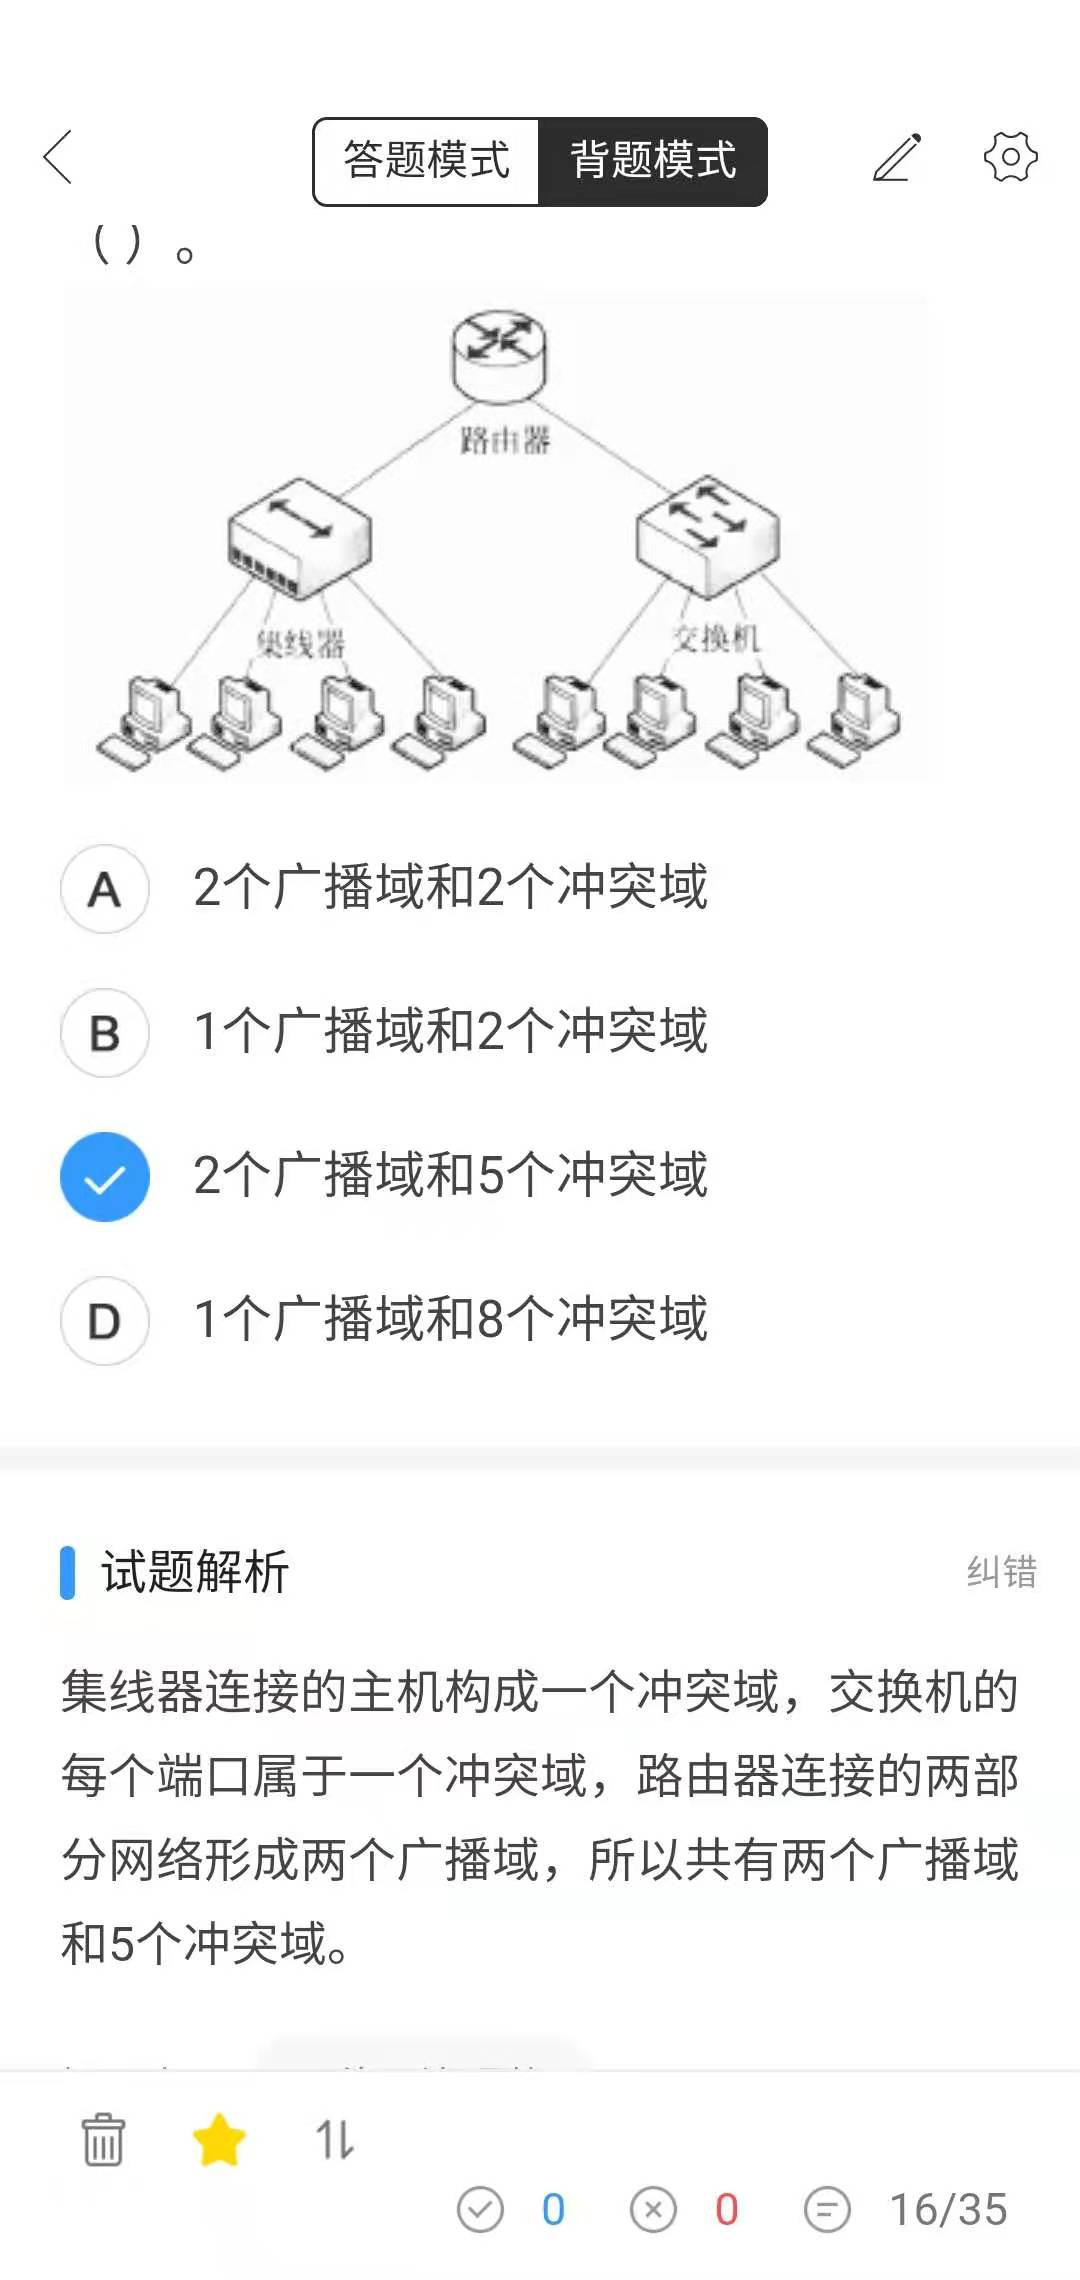 答题模式 背题模式
（）。
路由器
集线器 交换机
A 2个广播域和2个冲突域
B 1个广播域和2个冲突域
2个广播域和5个冲突域
D 1个广播域和8个冲突域
试题解析 纠错
集线器连接的主机构成一个冲突域，交换机的
每个端口属于一个冲突域，路由器连接的两部
分网络形成两个广播域，所以共有两个广播域
和5个冲突域。
0 0 16/35